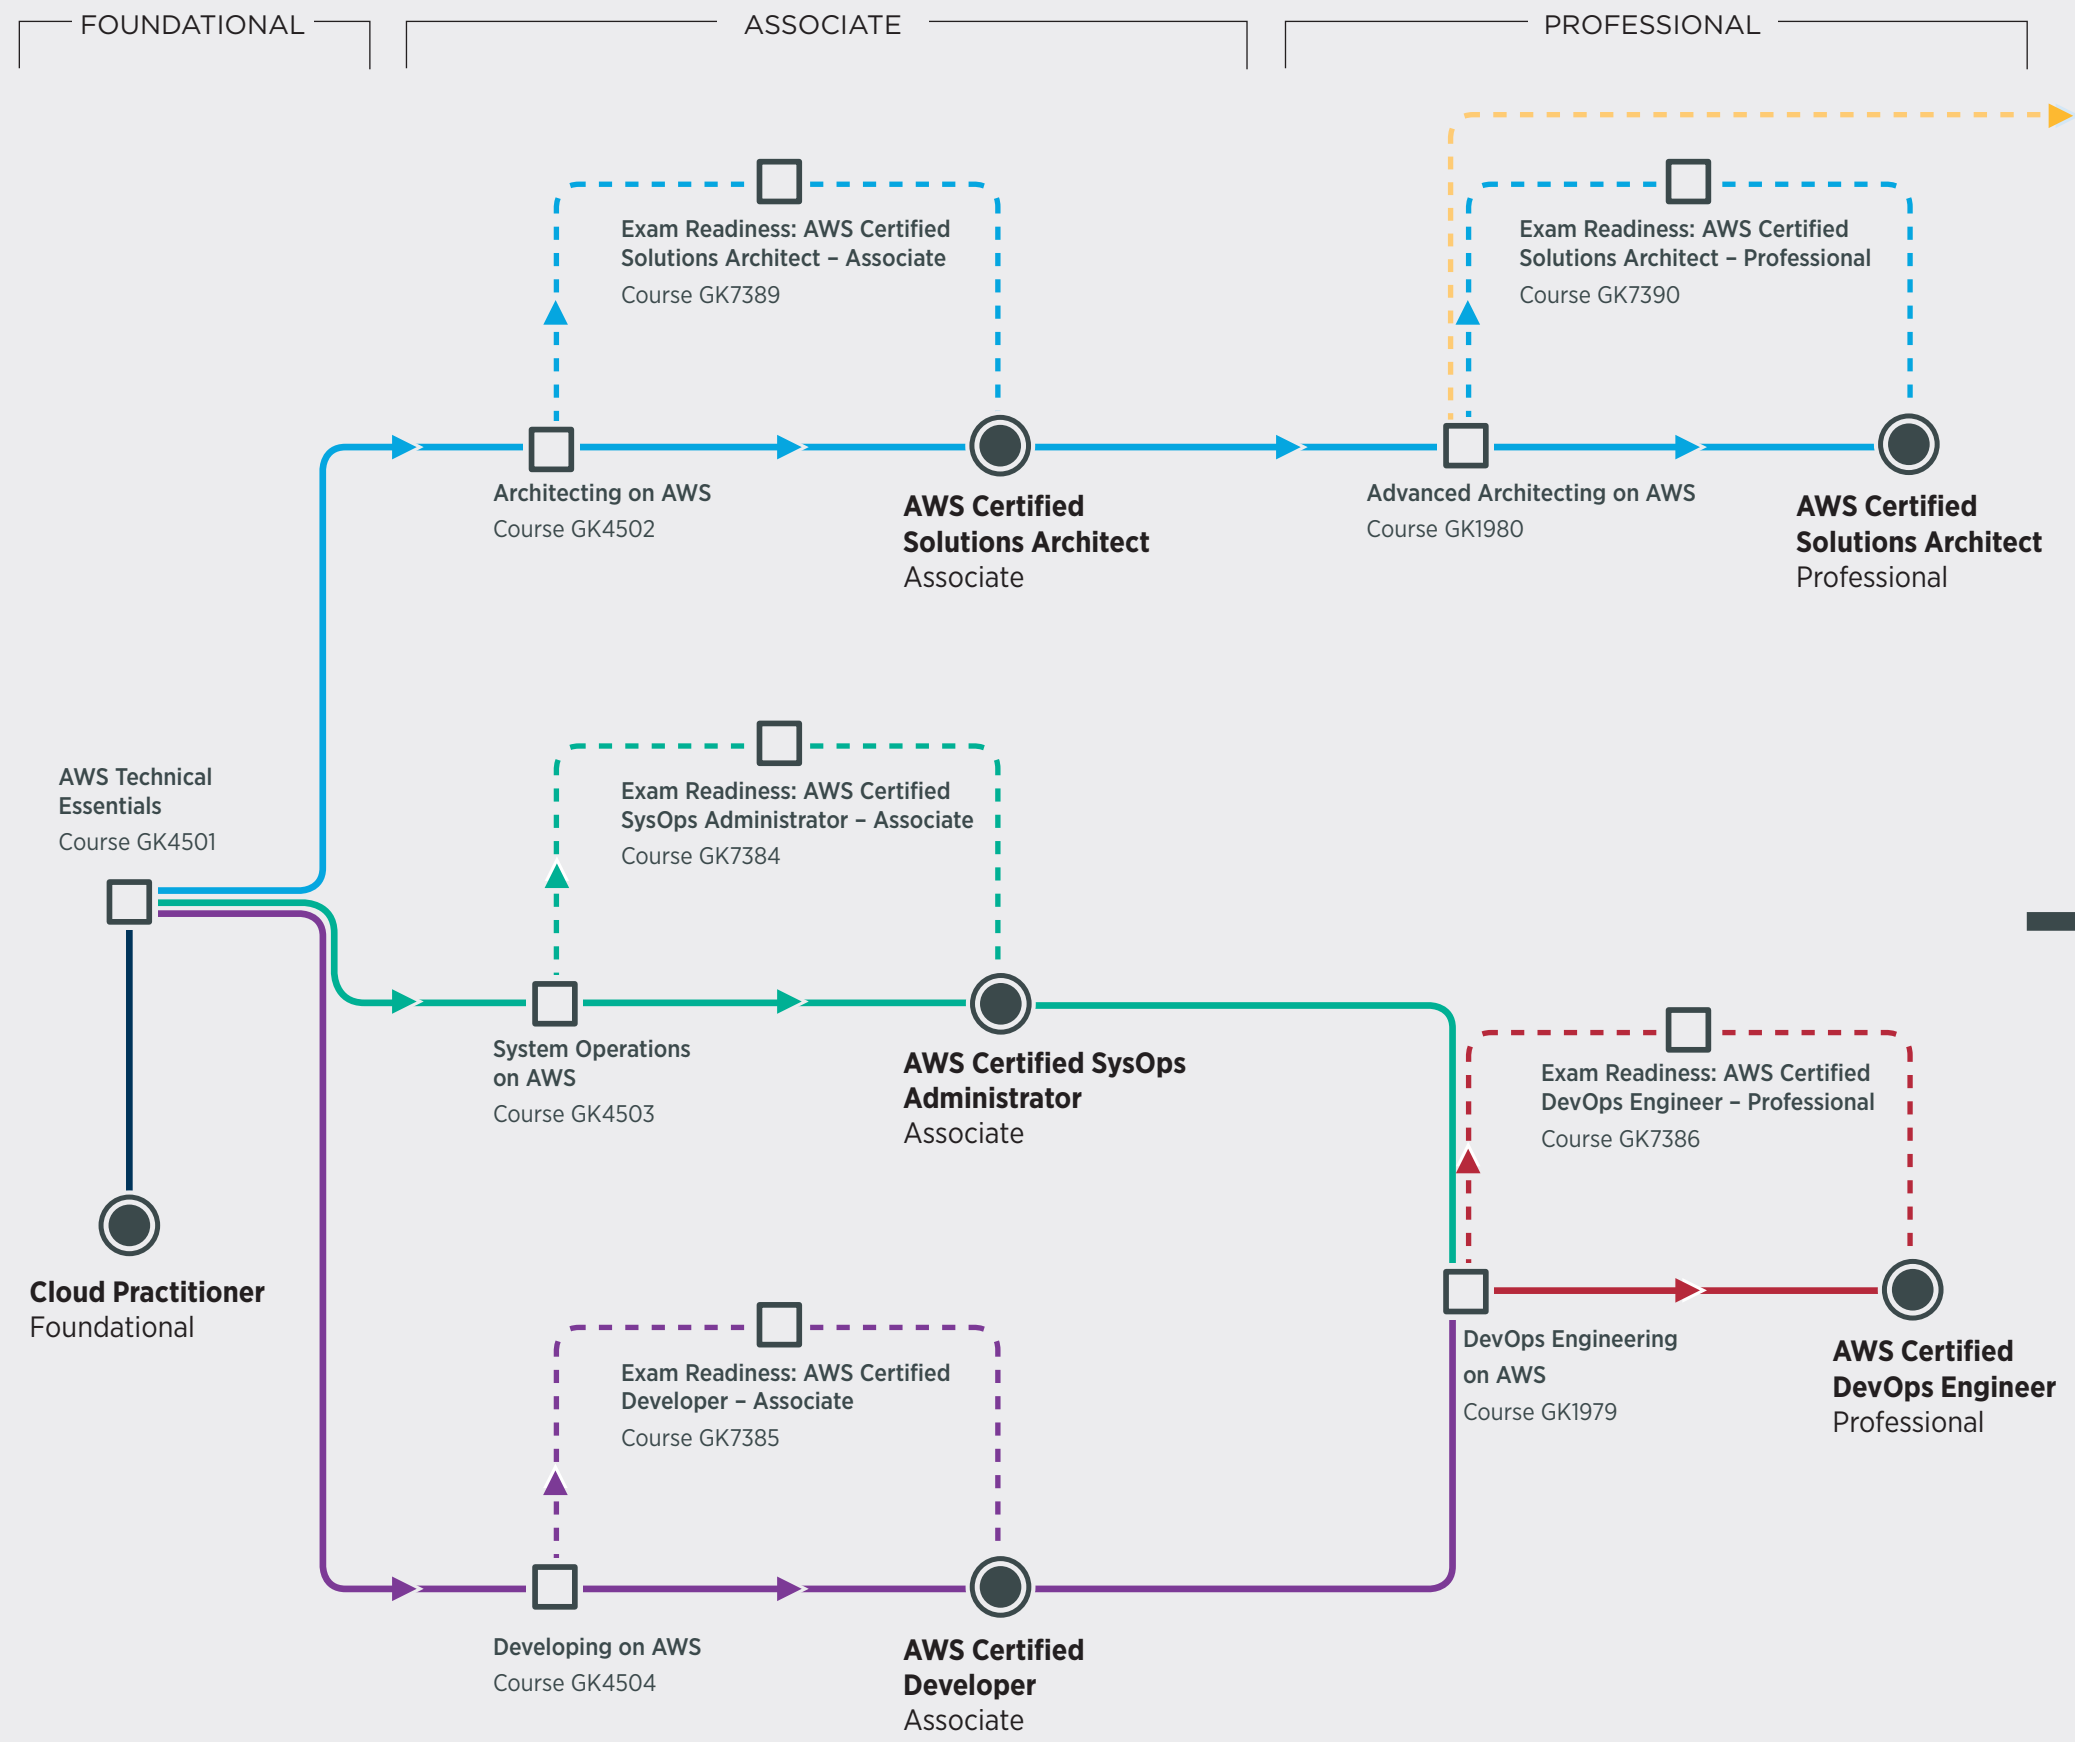 FOUNDATIONAL
ASSOCIATE
PROFESSIONAL
Exam Readiness: AWS Certified
Solutions Architect – Associate
Course GK7389
Exam Readiness: AWS Certified
Solutions Architect – Professional
Course GK7390
Architecting on AWS
Course GK4502
AWS Certified
Solutions Architect
Associate
Advanced Architecting on AWS
Course GK1980
AWS Certified
Solutions Architect
Professional
AWS Technical
Essentials
Course GK4501
Exam Readiness: AWS Certified
SysOps Administrator – Associate
Course GK7384
System Operations
on AWS
Course GK4503
AWS Certified SysOps
Administrator
Associate
Exam Readiness: AWS Certified
DevOps Engineer – Professional
Course GK7386
Cloud Practitioner
Foundational
Exam Readiness: AWS Certified
Developer – Associate
Course GK7385
DevOps Engineering
on AWS
Course GK1979
AWS Certified
DevOps Engineer
Professional
Developing on AWS
Course GK4504
AWS Certified
Developer
Associate